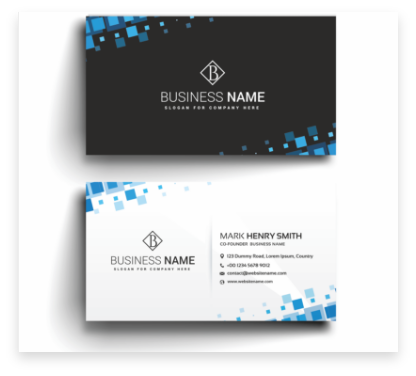 B
BUSINESS NAME
SLOGAN FOR COMPANY HERE
B
BUSINESS NAME
SLOGAN FOR COMPANY HERE
MARK HENRY SMITH
CO-FOUNDER BUSINESS NAME
123 Dummy Road, Lorem Ipsum, Country
+00 1234 5678 9012
contact@websitename.com
www.websitename.com